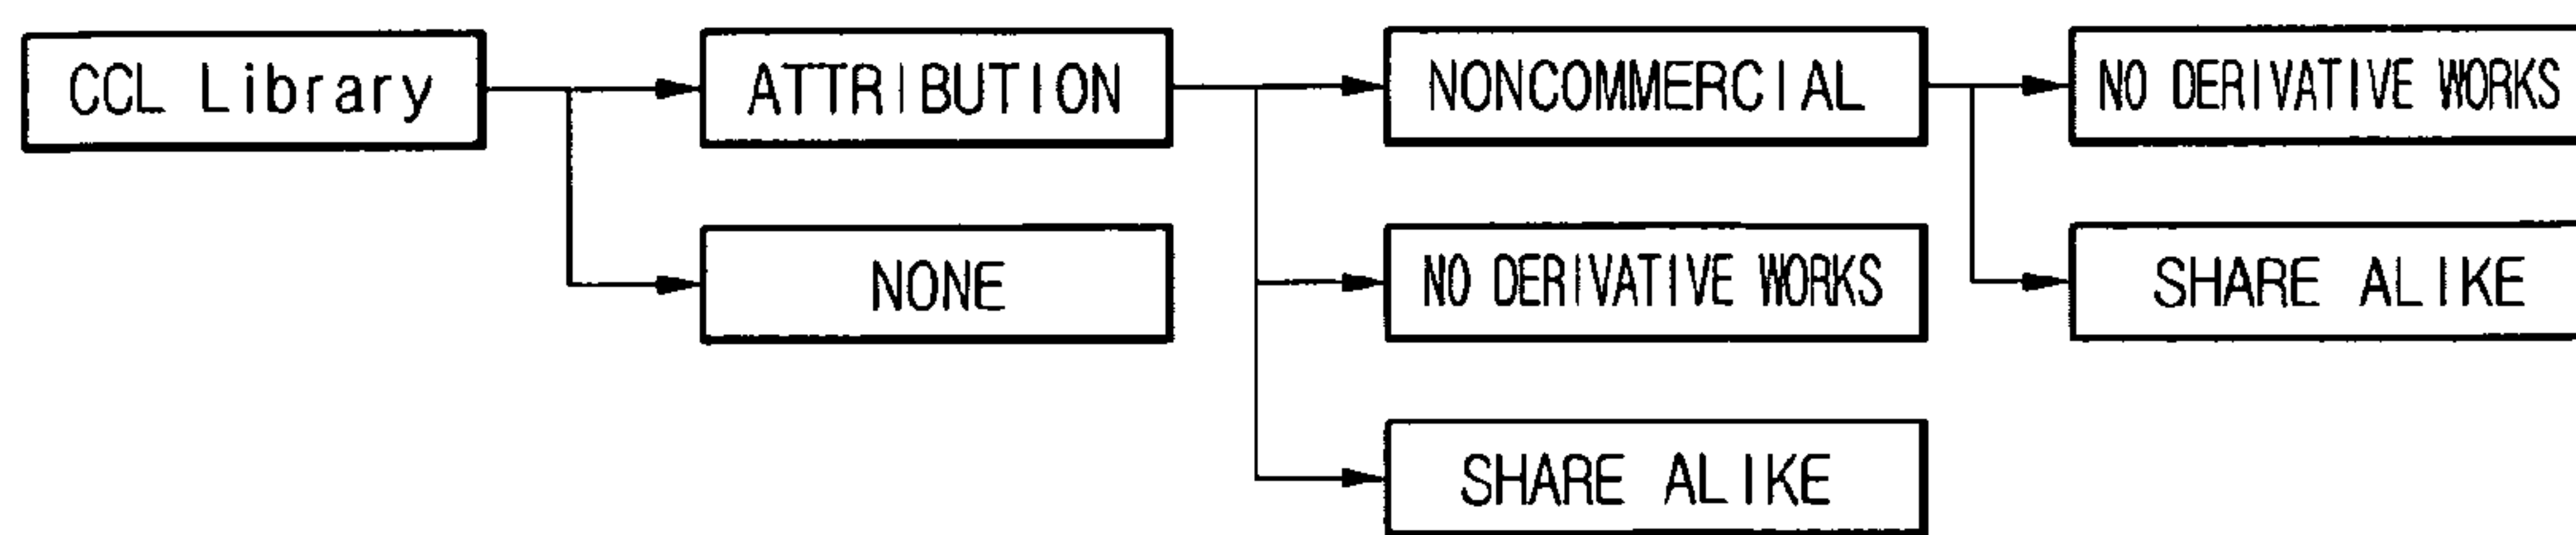 CCL Library
ATTRIBUTION
NONCOMMERCIAL
NO DERIVATIVE WORKS
NONE
NO DERIVATIVE WORKS
SHARE ALIKE
SHARE ALIKE